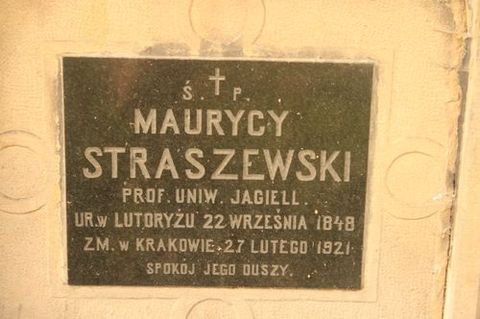 Ś. † P.
MAURYCY
STRASZEWSKI
PROF. UNIW. JAGIELL.
UR. W LUTORYŻU 22 WRZEŚNIA 1848
ZM. W KRAKOWIE 27 LUTEGO 1921
SPOKÓJ JEGO DUSZY.